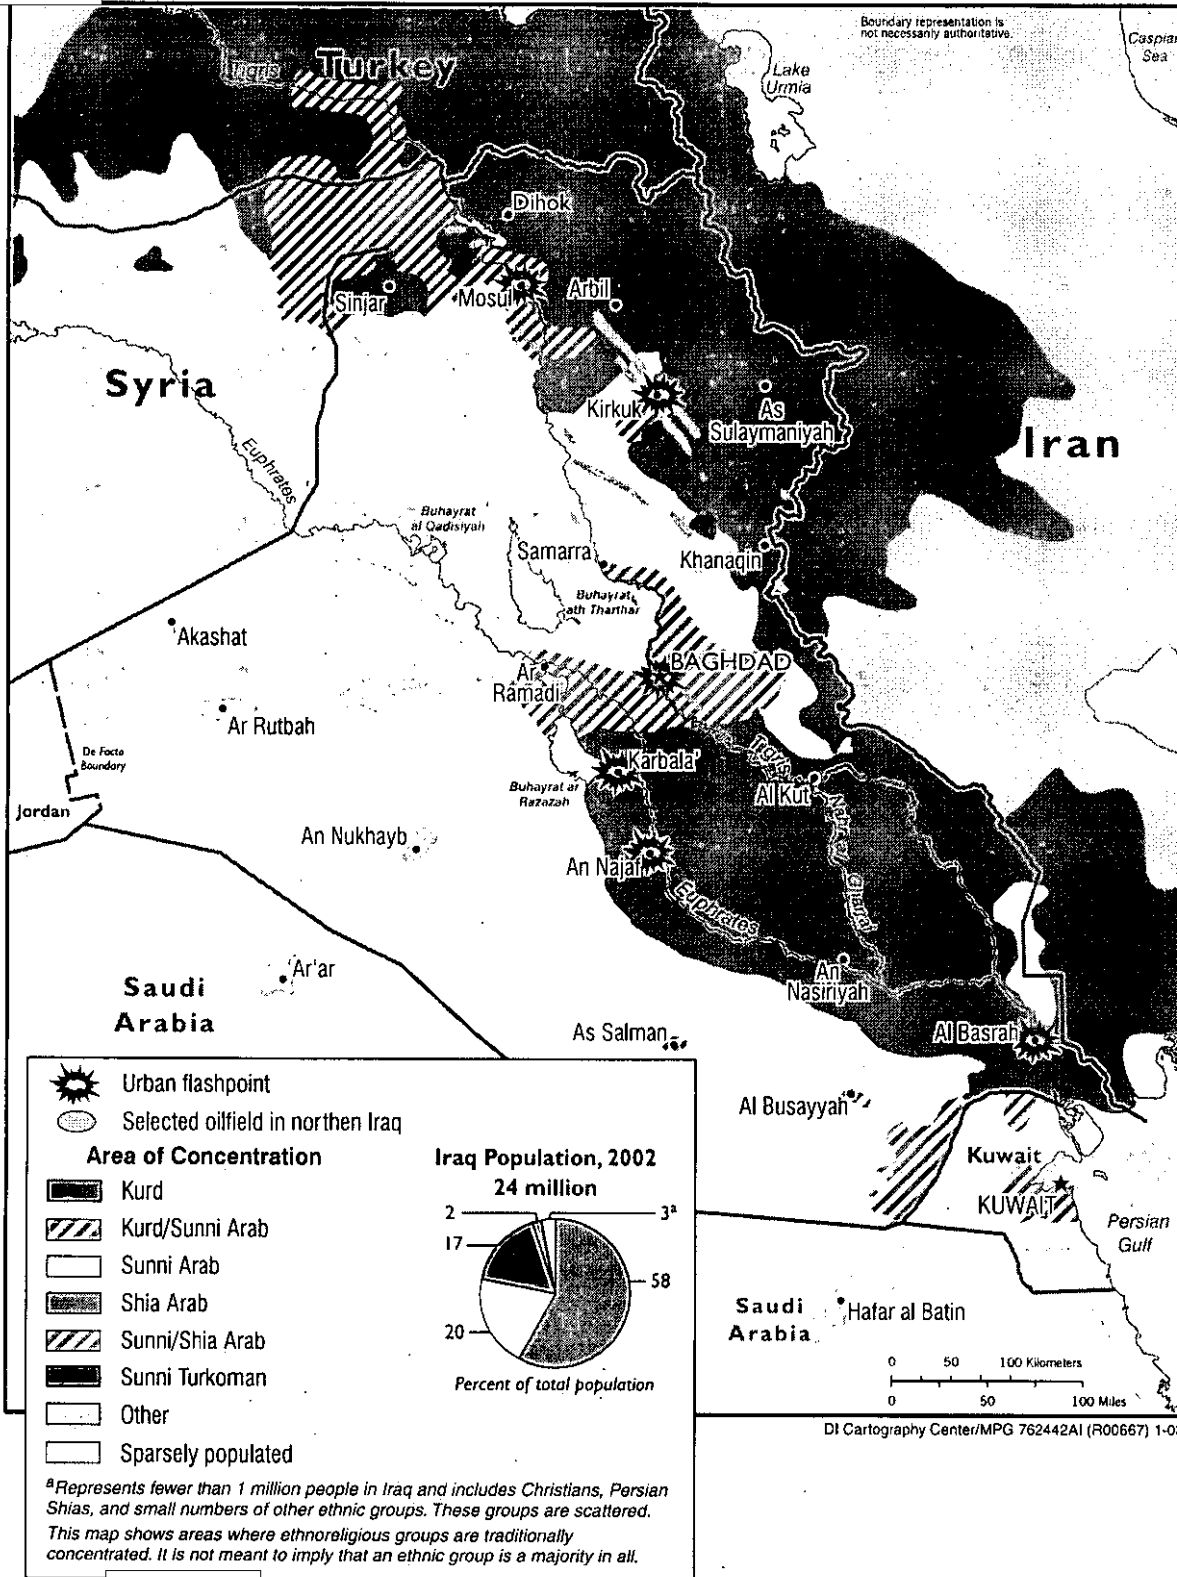 Boundary representation is
not necessarily authoritative.
Caspian
Sea
Tigris
Turkey
Lake
Urmia
Dihok
Sinjar
Mosul
Arbil
Syria
Kirkuk
As
Sulaymaniyah
Iran
Euphrates
Buhayrat
al Qadisiyah
Samarra
Khanaqin
Buhayrat
ath Tharthar
Akashat
BAGHDAD
Ar
Ramadi
Ar Rutbah
De Facto
Boundary
Karbala'
Tigris
Buhayrat ar
Razazah
Al Kut
Jordan
An Nukhayb
An Najaf
Euphrates
An
Nasiriyah
Ar'ar
Saudi
Arabia
As Salman
Al Basrah
Al Busayyah
Kuwait
KUWAIT
Persian
Gulf
Saudi
Arabia
Hafar al Batin
0 50 100 Kilometers
0 50 100 Miles
Urban flashpoint
Selected oilfield in northen Iraq
Area of Concentration
Kurd
Kurd/Sunni Arab
Sunni Arab
Shia Arab
Sunni/Shia Arab
Sunni Turkoman
Other
Sparsely populated
Iraq Population, 2002
24 million
2
3a
17
58
20
Percent of total population
aRepresents fewer than 1 million people in Iraq and includes Christians, Persian
Shias, and small numbers of other ethnic groups. These groups are scattered.
This map shows areas where ethnoreligious groups are traditionally
concentrated. It is not meant to imply that an ethnic group is a majority in all.
DI Cartography Center/MPG 762442AI (R00667) 1-03